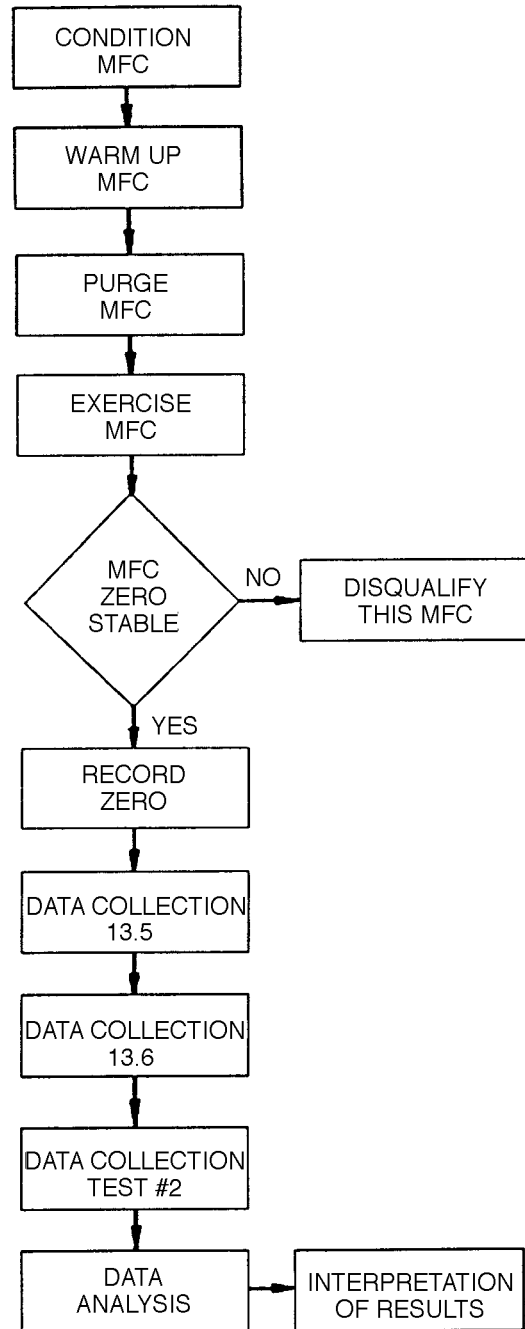 CONDITION
MFC
WARM UP
MFC
PURGE
MFC
EXERCISE
MFC
MFC
ZERO
STABLE
NO
DISQUALIFY
THIS MFC
YES
RECORD
ZERO
DATA COLLECTION
13.5
DATA COLLECTION
13.6
DATA COLLECTION
TEST #2
DATA
ANALYSIS
INTERPRETATION
OF RESULTS